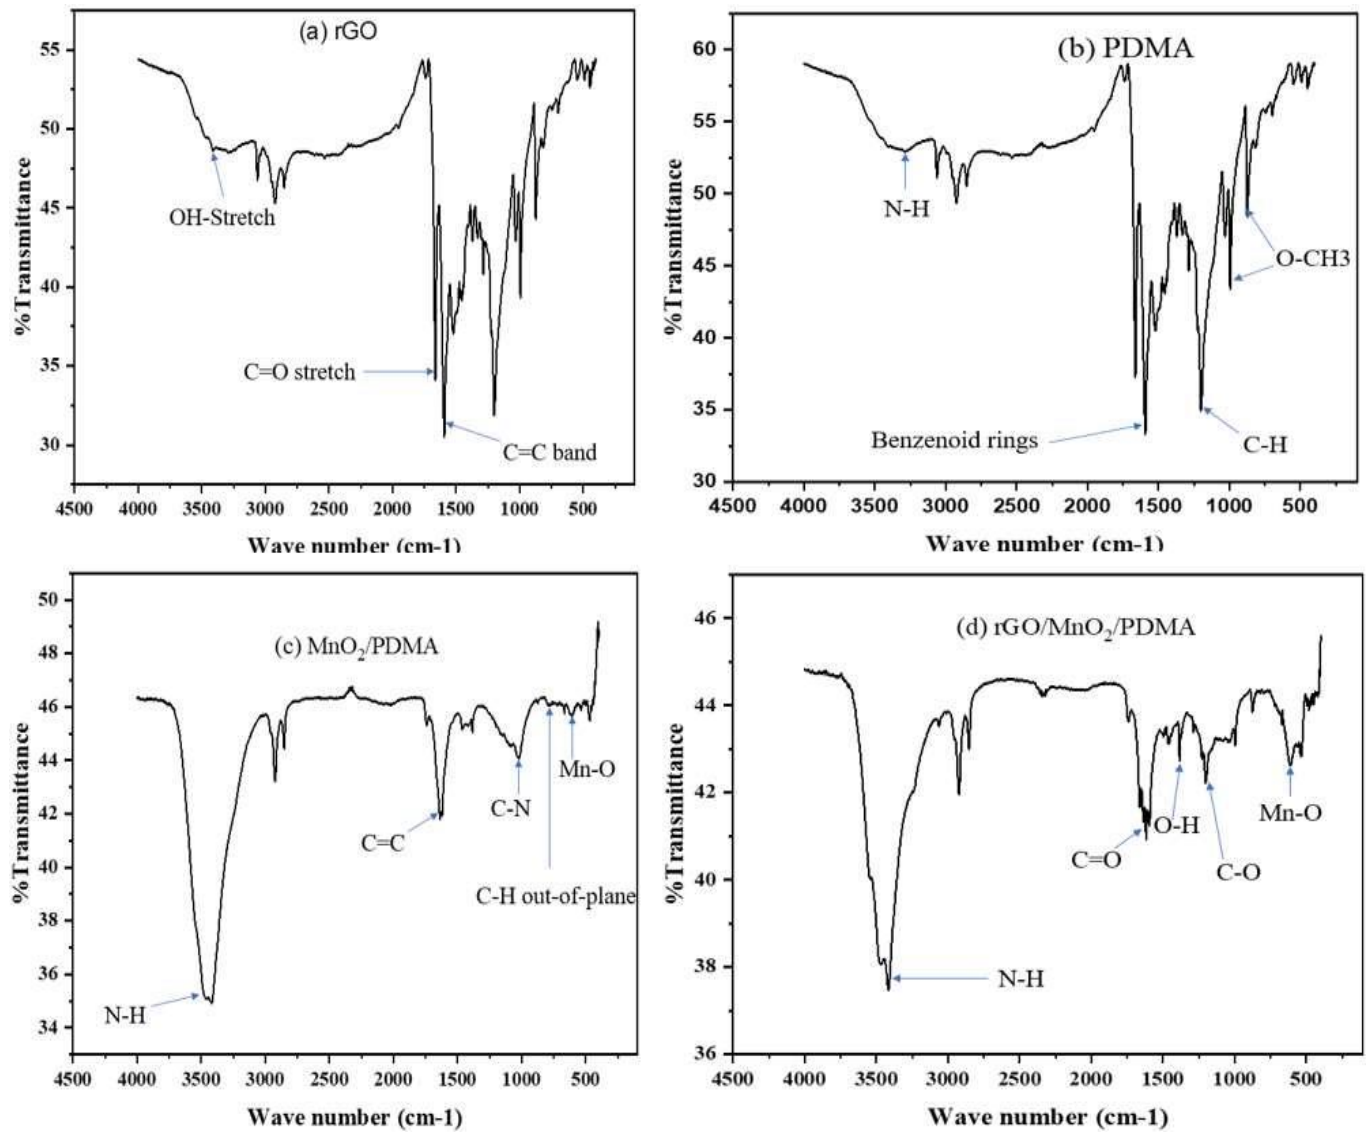 (a) rGO
55
50
45
40
35
30
%Transmittance
OH-Stretch
C=O stretch
C=C band
4500 4000 3500 3000 2500 2000 1500 1000 500
Wave number (cm-1)
(b) PDMA
60
55
50
45
40
35
30
%Transmittance
N-H
O-CH3
Benzenoid rings
C-H
4500 4000 3500 3000 2500 2000 1500 1000 500
Wave number (cm-1)
(c) MnO₂/PDMA
50
48
46
44
42
40
38
36
34
%Transmittance
Mn-O
C-N
C=C
C-H out-of-plane
N-H
4500 4000 3500 3000 2500 2000 1500 1000 500
Wave number (cm-1)
(d) rGO/MnO₂/PDMA
46
44
42
40
38
36
%Transmittance
Mn-O
O-H
C=O
C-O
N-H
4500 4000 3500 3000 2500 2000 1500 1000 500
Wave number (cm-1)